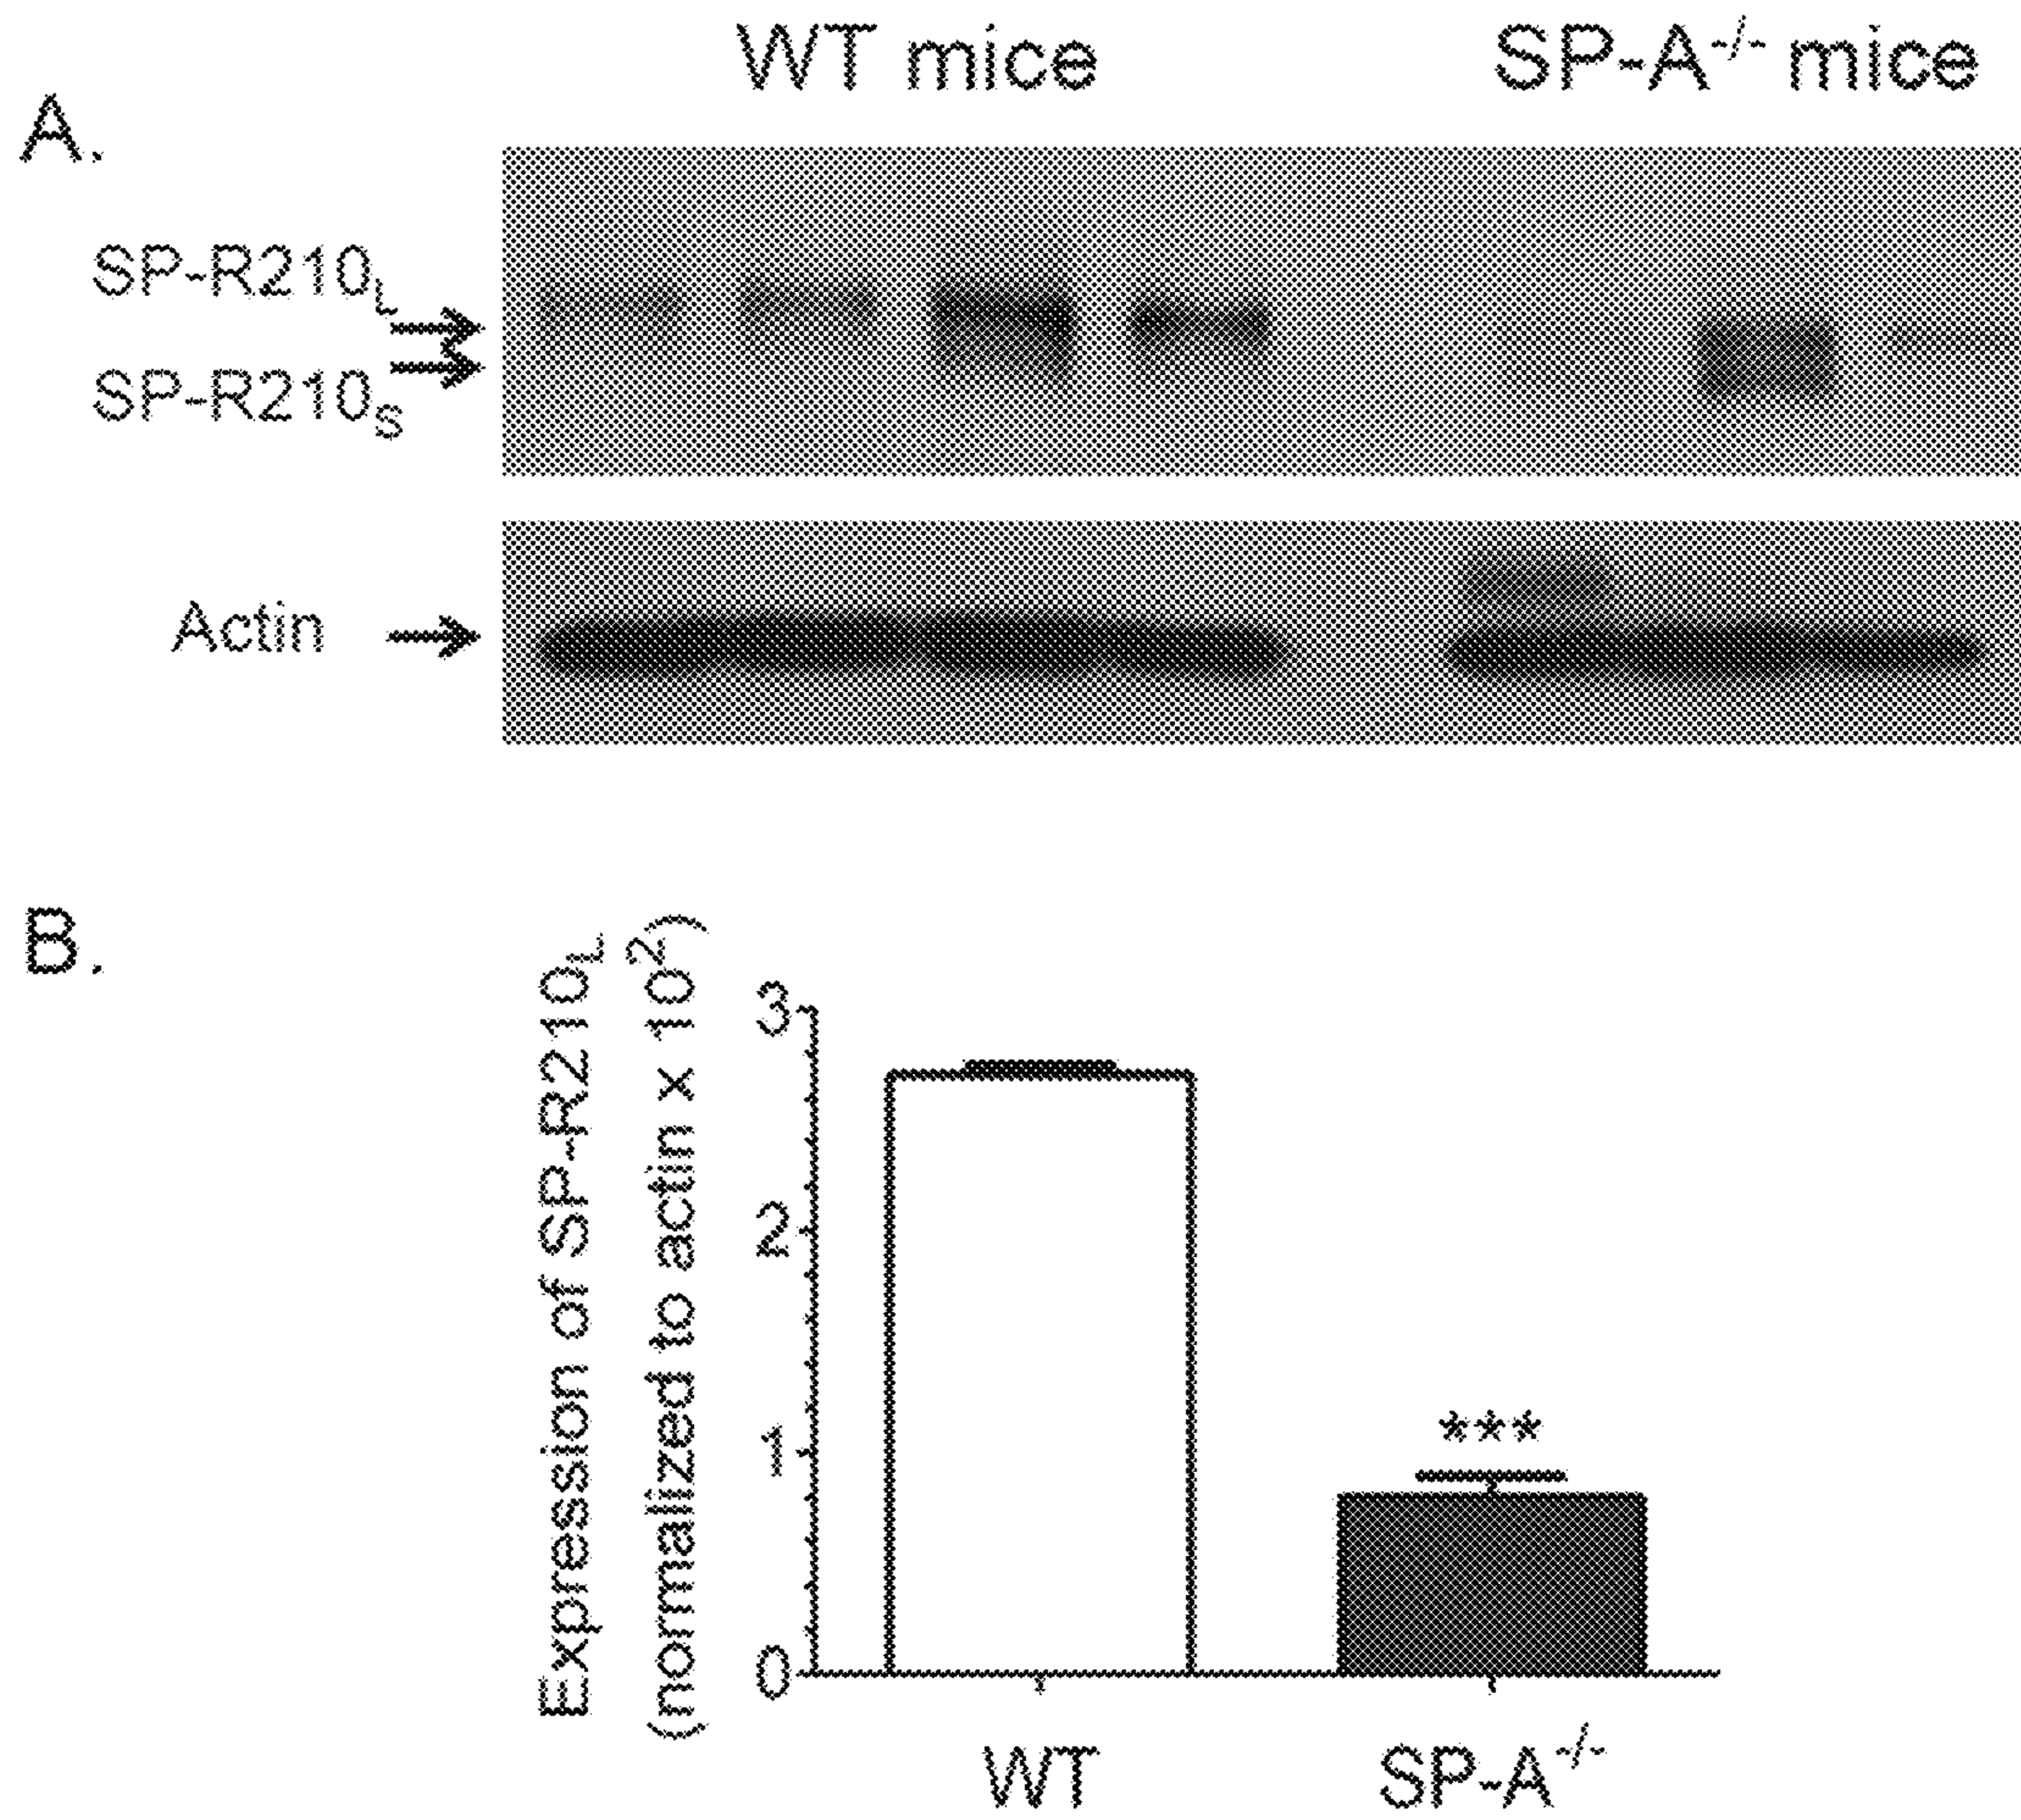 WT mice
SP-A-/- mice
A.
SP-R210L
SP-R210S
Actin
B.
Expression of SP-R210L
(normalized to actin x 10²)
3
2
1
0
***
WT
SP-A-/-